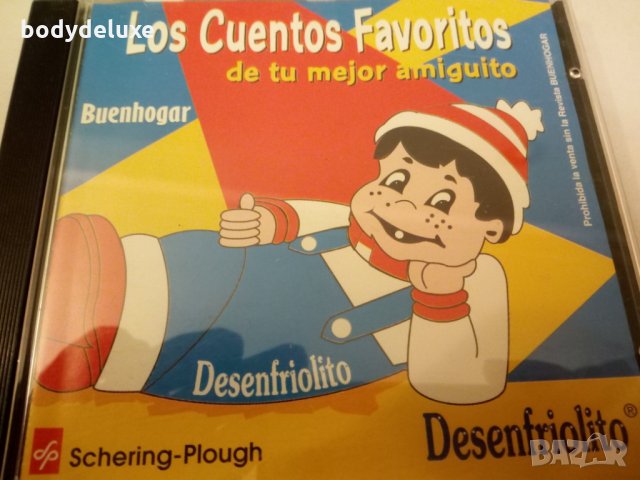 bodydeluxe
Los Cuentos Favoritos
de tu mejor amiguito
Buenhogar
Prohibida la venta sin la Revista BUENHOGAR
Desenfriolito
Desenfriolito®
Schering-Plough
BAZAR